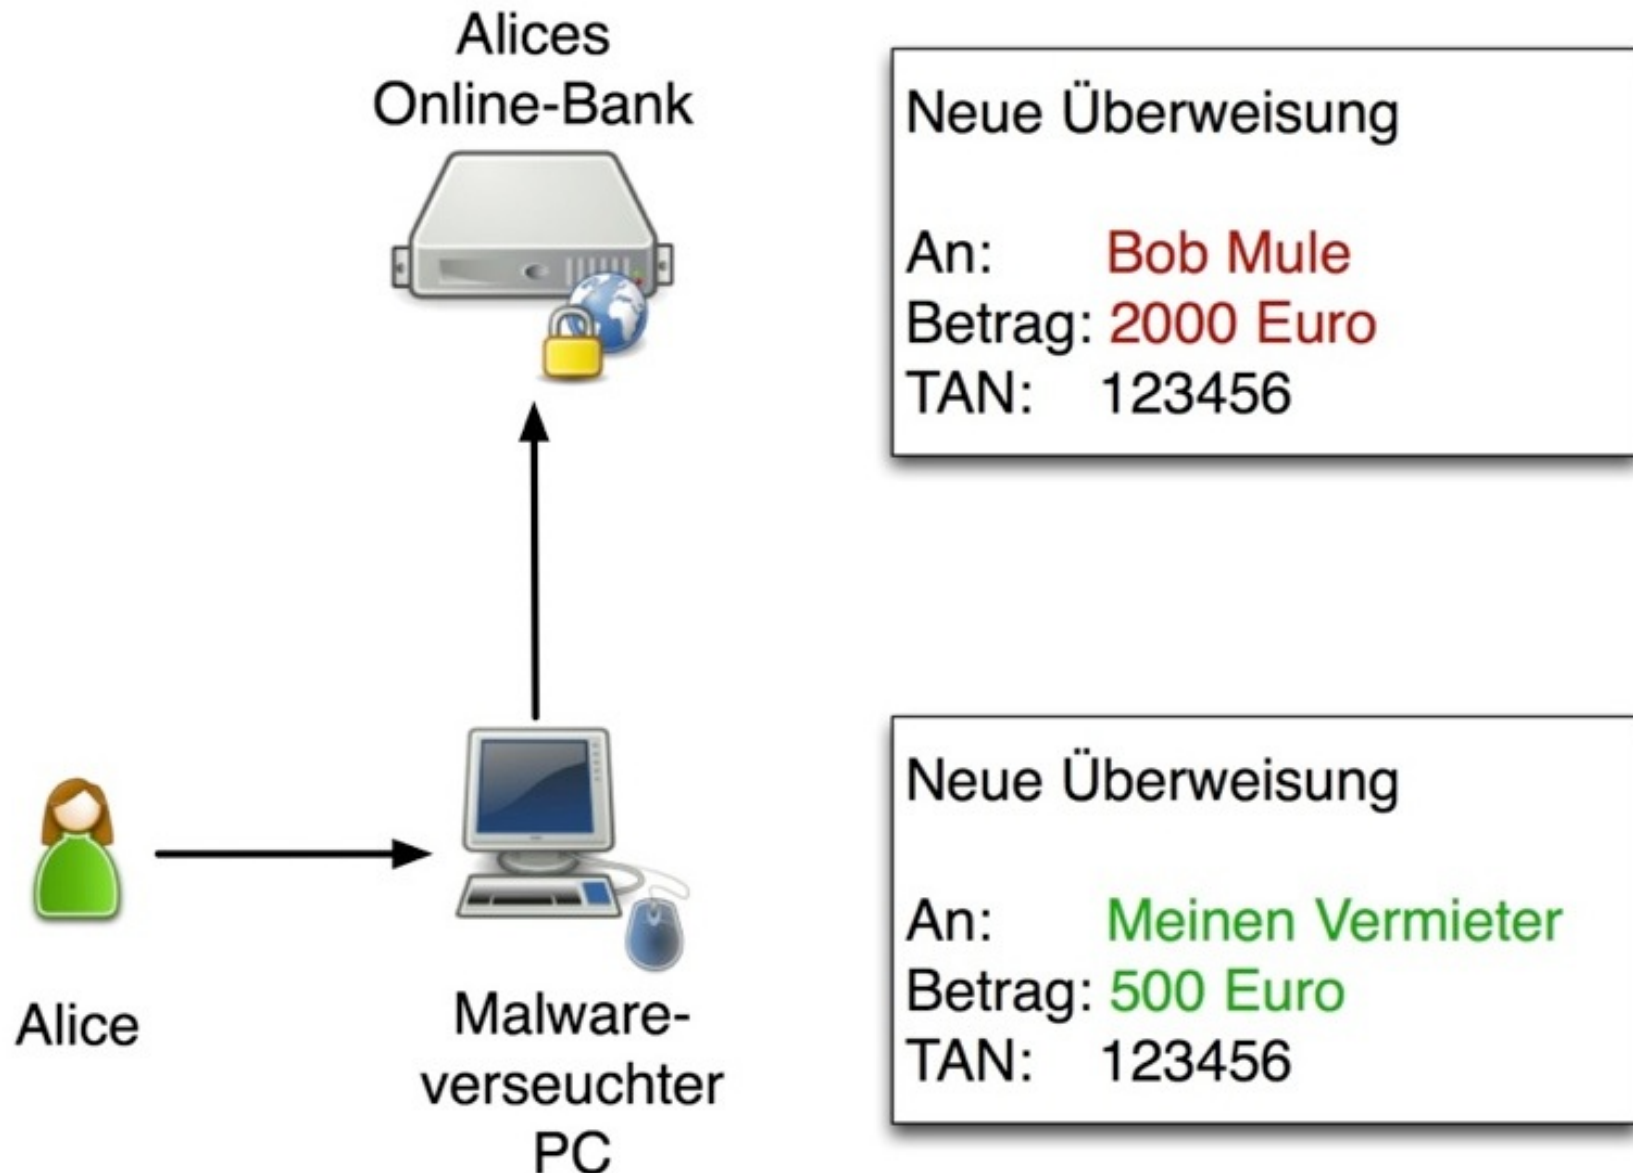 Alices
Online-Bank
Neue Überweisung
An: Bob Mule
Betrag: 2000 Euro
TAN: 123456
Alice
Malware-
verseuchter
PC
Neue Überweisung
An: Meinen Vermieter
Betrag: 500 Euro
TAN: 123456